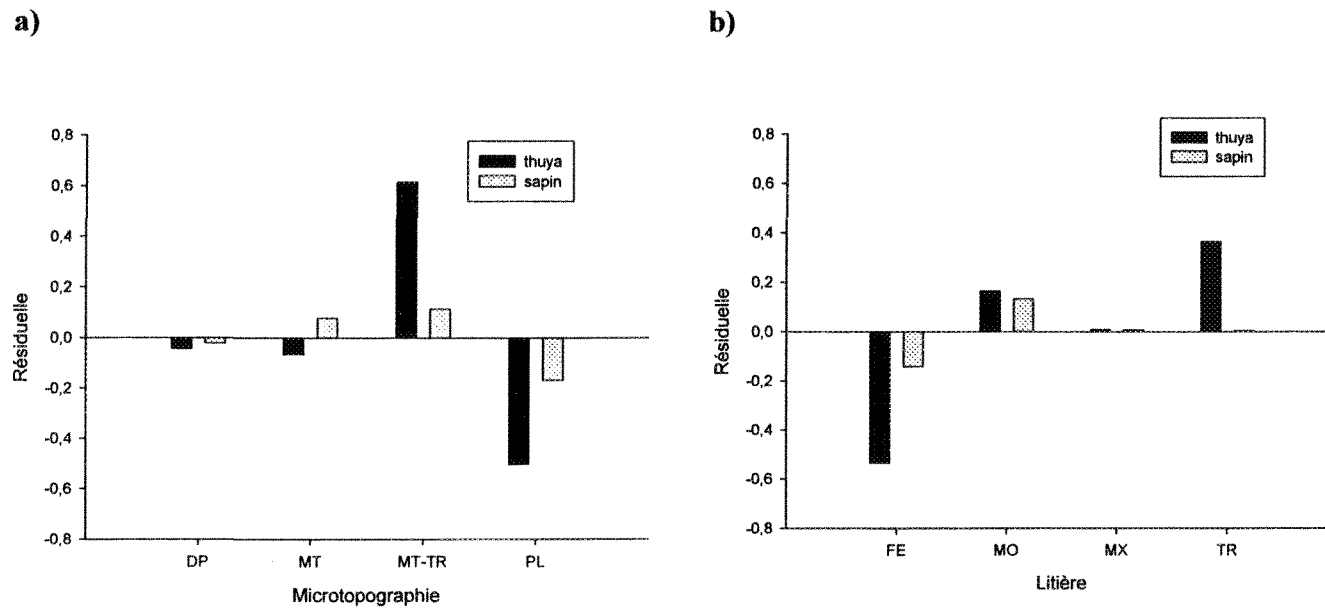 a)
0,8
0,6
0,4
0,2
0,0
-0,2
-0,4
-0,6
-0,8
Résiduelle
thuya
sapin
DP MT MT-TR PL
Microtopographie
b)
0,8
0,6
0,4
0,2
0,0
-0,2
-0,4
-0,6
-0,8
Résiduelle
thuya
sapin
FE MO MX TR
Litière